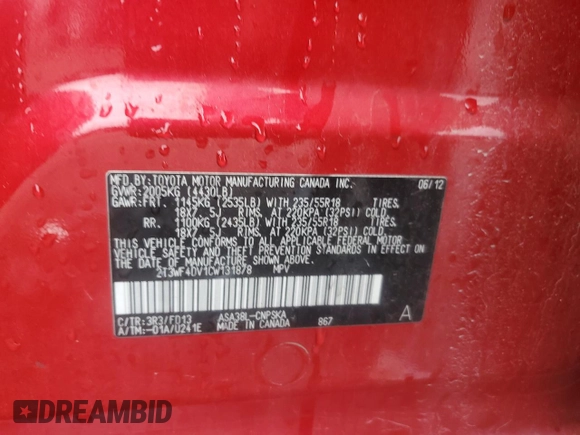 MFD. BY: TOYOTA MOTOR MANUFACTURING CANADA INC. 06/12
GVWR: 2005KG (4430LB)
GAWR: FRT. 1145KG (2535LB) WITH 235/55R18 TIRES,
18X7.5J RIMS, AT 220KPA (32PSI) COLD.
RR. 1100KG (2435LB) WITH 235/55R18 TIRES,
18X7.5J RIMS, AT 220KPA (32PSI) COLD.
THIS VEHICLE CONFORMS TO ALL APPLICABLE FEDERAL MOTOR
VEHICLE SAFETY AND THEFT PREVENTION STANDARDS IN EFFECT ON
THE DATE OF MANUFACTURE SHOWN ABOVE.
2T3WF4DV1CW131878 MPV
C/TR: 3R3/FD13 ASA38L-CNPSKA
A/TM: -01A/U241E MADE IN CANADA 867 A
DREAMBID